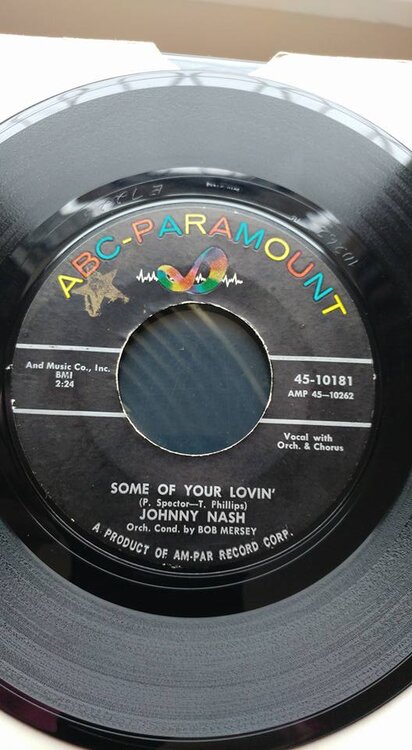 ABC-PARAMOUNT
And Music Co., Inc.
BMI
2:24
45-10181
AMP 45-10262
Vocal with
Orch. & Chorus
SOME OF YOUR LOVIN'
(P. Spector-T. Phillips)
JOHNNY NASH
Orch. Cond. by BOB MERSEY
A PRODUCT OF AM-PAR RECORD CORP.